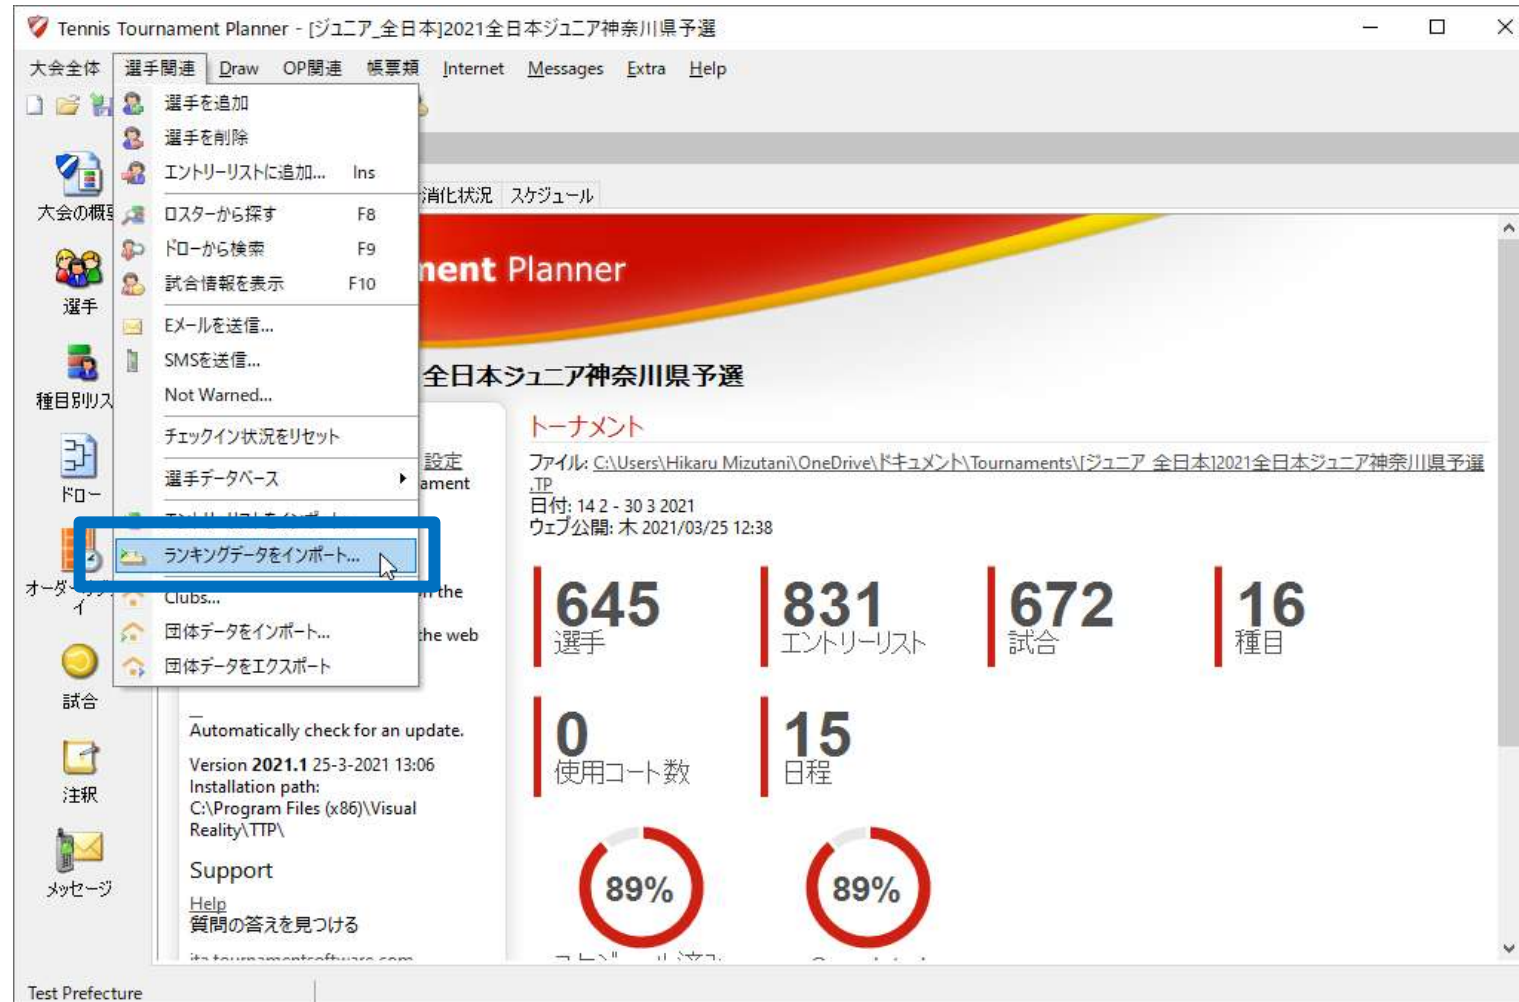 Tennis Tournament Planner - [ジュニア_全日本]2021全日本ジュニア神奈川県予選
大会全体 選手関連 Draw OP関連 帳票類 Internet Messages Extra Help
選手を追加
選手を削除
エントリーリストに追加... Ins
ロスターから探す F8
ドローから検索 F9
試合情報を表示 F10
Eメールを送信...
SMSを送信...
Not Warned...
チェックイン状況をリセット
選手データベース
ランキングデータをインポート...
Clubs...
団体データをインポート...
団体データをエクスポート
大会の概要
選手
種目別リス
ドロー
試合
注釈
メッセージ
消化状況 スケジュール
ment Planner
全日本ジュニア神奈川県予選
設定
ament
the
the web
Automatically check for an update.
Version 2021.1 25-3-2021 13:06
Installation path:
C:\Program Files (x86)\Visual
Reality\TTP\
Support
Help
質問の答えを見つける
トーナメント
ファイル: C:\Users\Hikaru Mizutani\OneDrive\ドキュメント\Tournaments\[ジュニア_全日本]2021全日本ジュニア神奈川県予選
.TP
日付: 14 2 - 30 3 2021
ウェブ公開: 木 2021/03/25 12:38
645 831 672 16
選手 エントリーリスト 試合 種目
0 15
使用コート数 日程
89% 89%
Test Prefecture